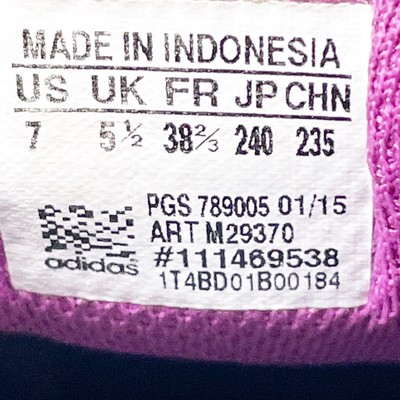 MADE IN INDONESIA
US UK FR JP CHN
7 5½ 38⅔ 240 235
PGS 789005 01/15
ART M29370
adidas #111469538
1T4BD01B00184